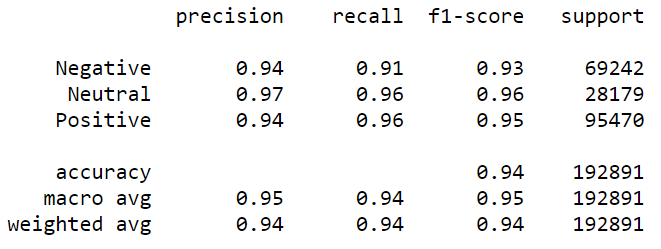 precision recall f1-score support
Negative 0.94 0.91 0.93 69242
Neutral 0.97 0.96 0.96 28179
Positive 0.94 0.96 0.95 95470
accuracy 0.94 192891
macro avg 0.95 0.94 0.95 192891
weighted avg 0.94 0.94 0.94 192891